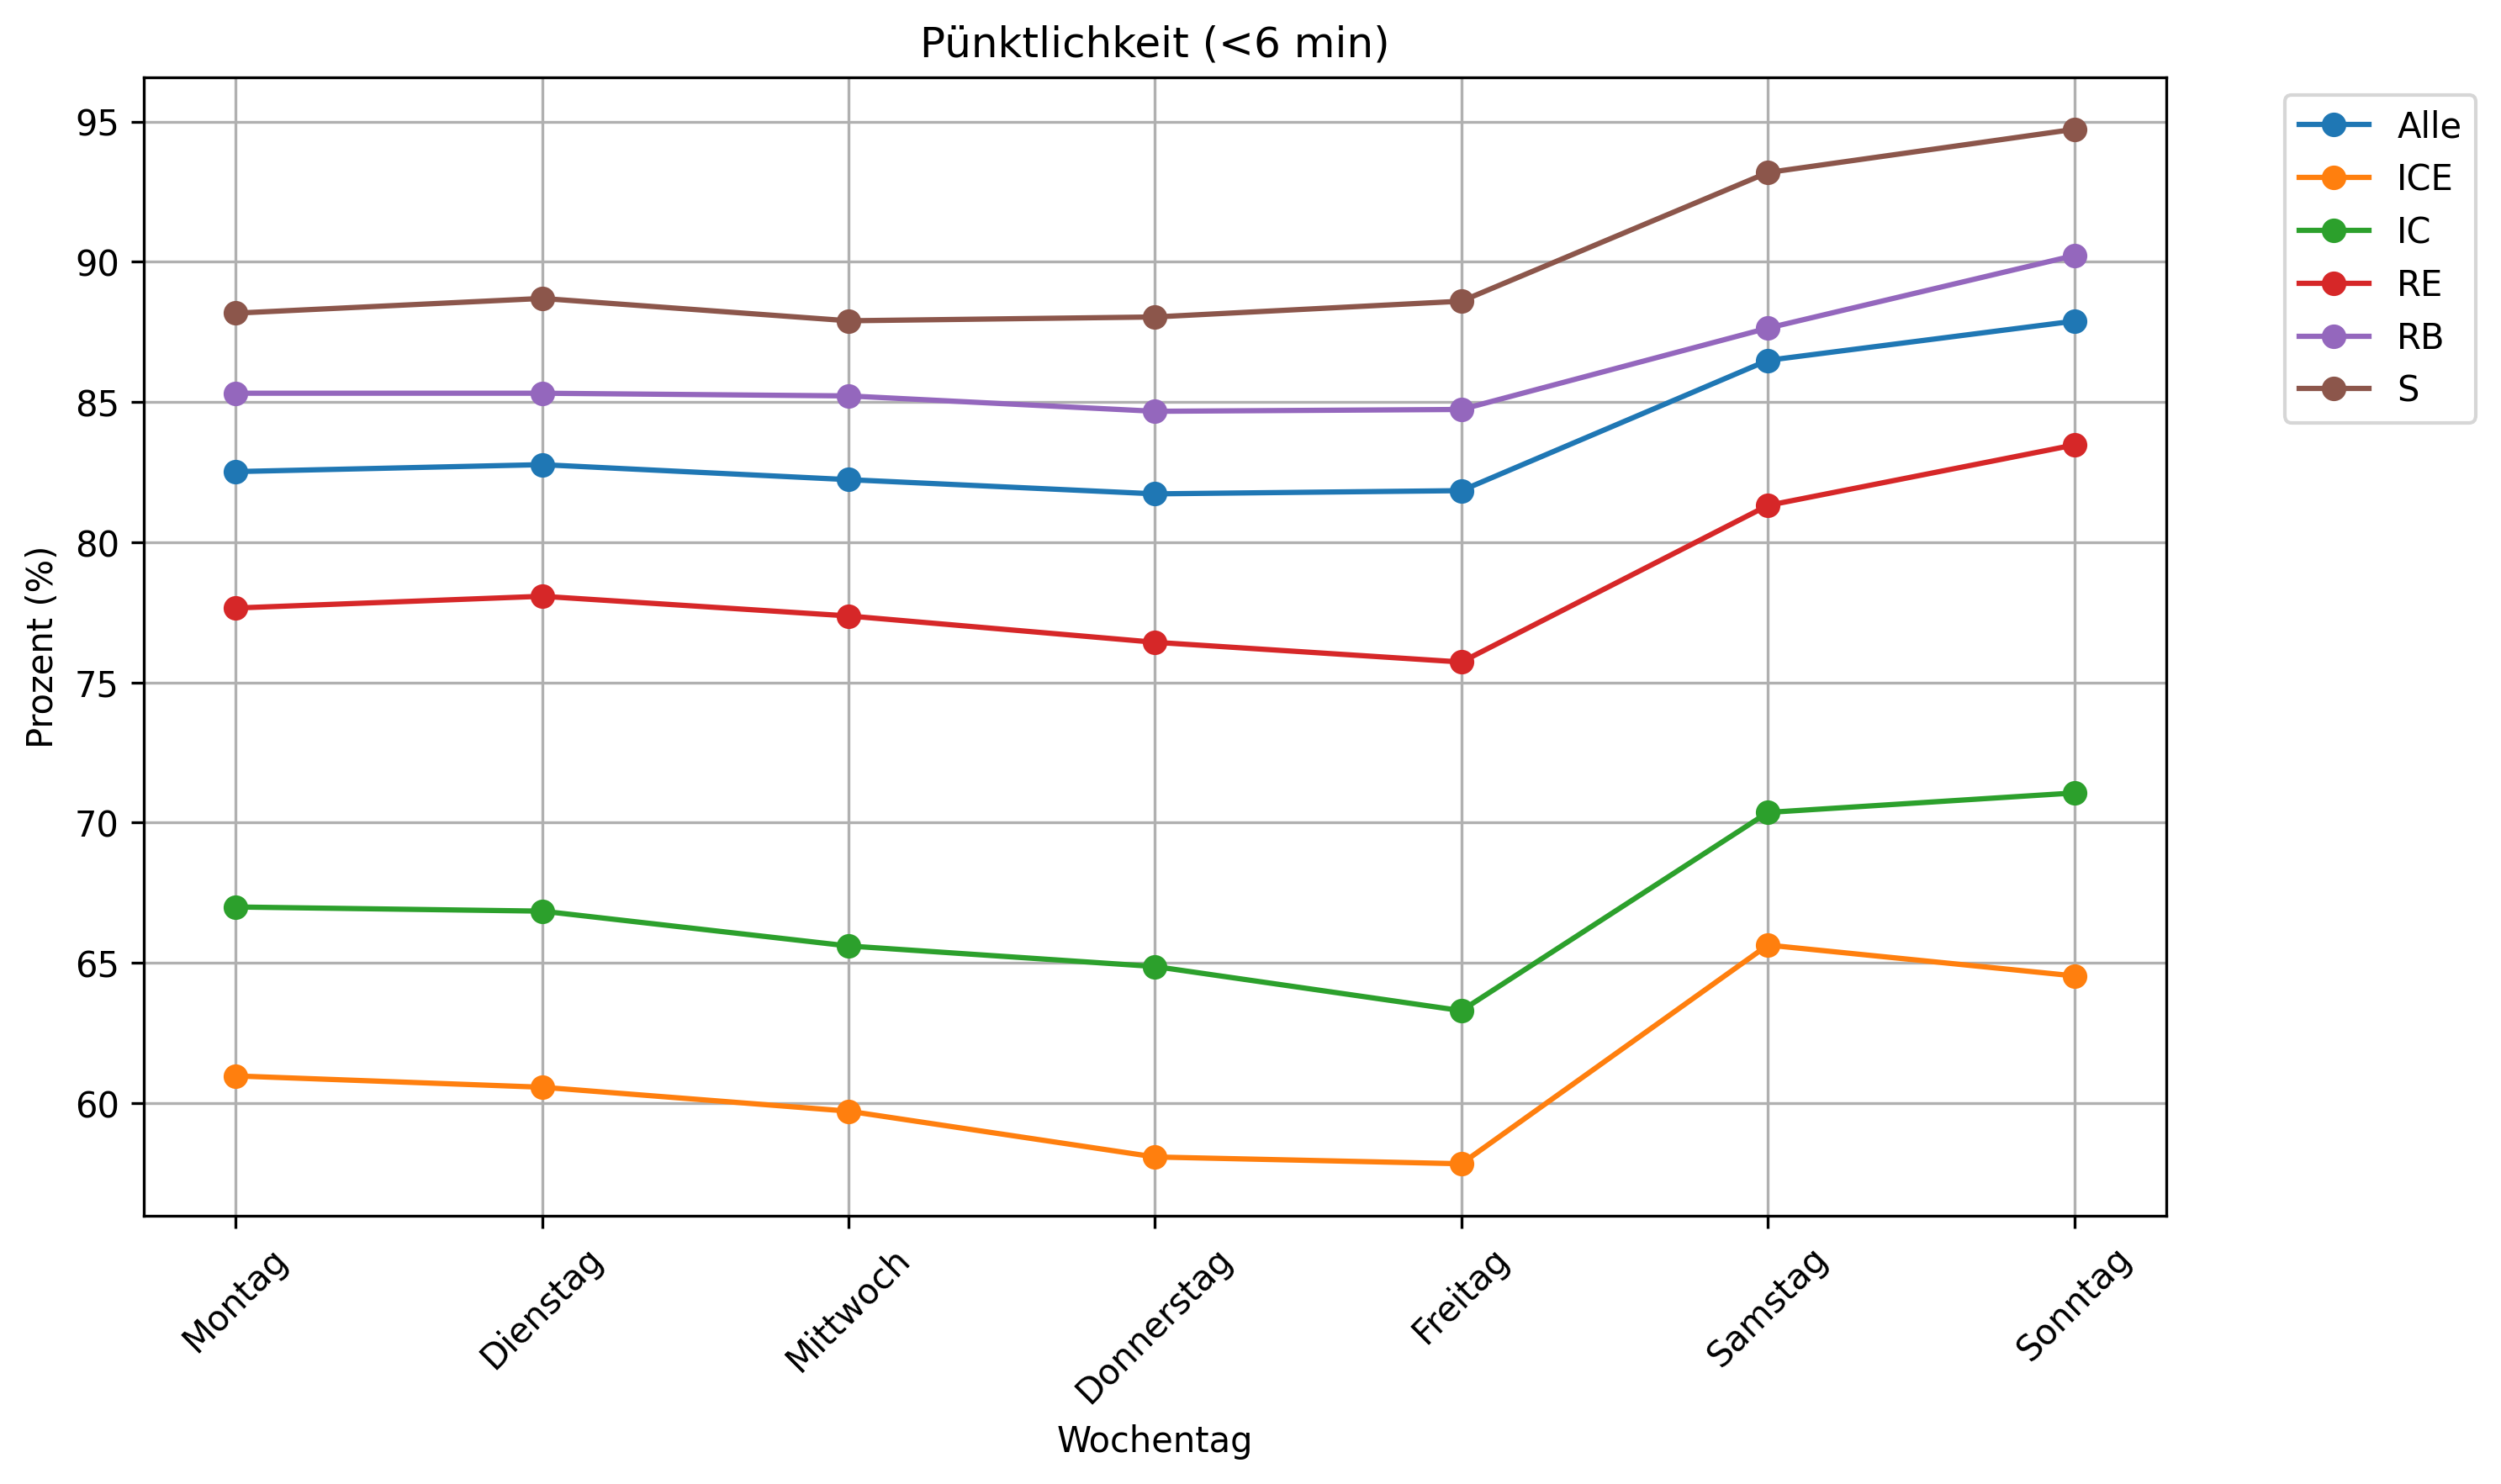 Pünktlichkeit (<6 min)
95
90
85
80
75
70
65
60
Prozent (%)
Montag
Dienstag
Mittwoch
Donnerstag
Freitag
Samstag
Sonntag
Wochentag
Alle
ICE
IC
RE
RB
S